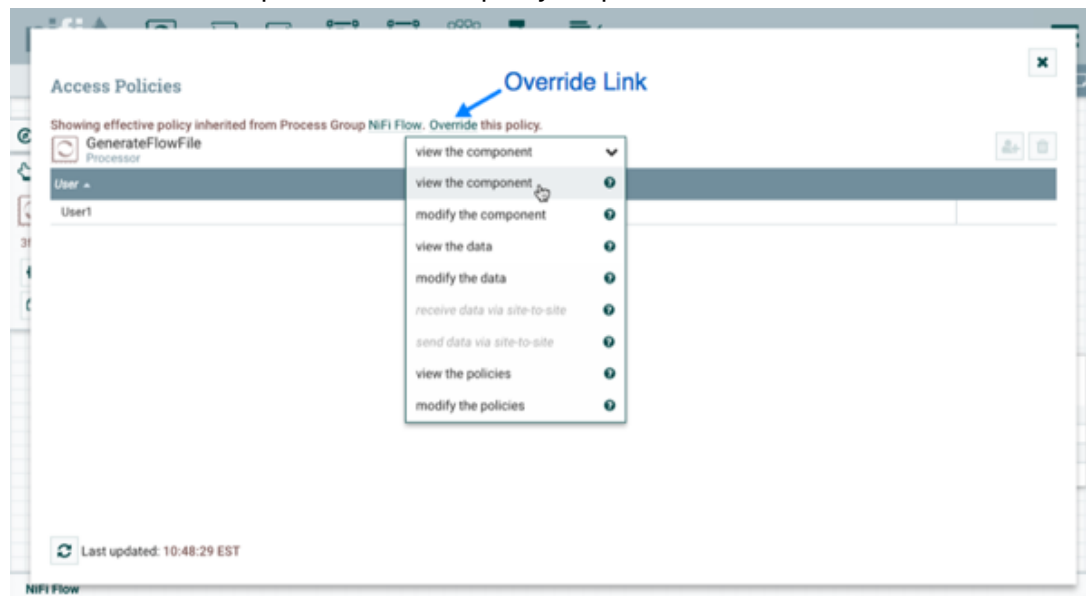 Access Policies
Override Link
Showing effective policy inherited from Process Group NiFi Flow. Override this policy.
GenerateFlowFile
Processor
view the component
User
view the component
User1
modify the component
view the data
modify the data
receive data via site-to-site
send data via site-to-site
view the policies
modify the policies
Last updated: 10:48:29 EST
NiFi Flow